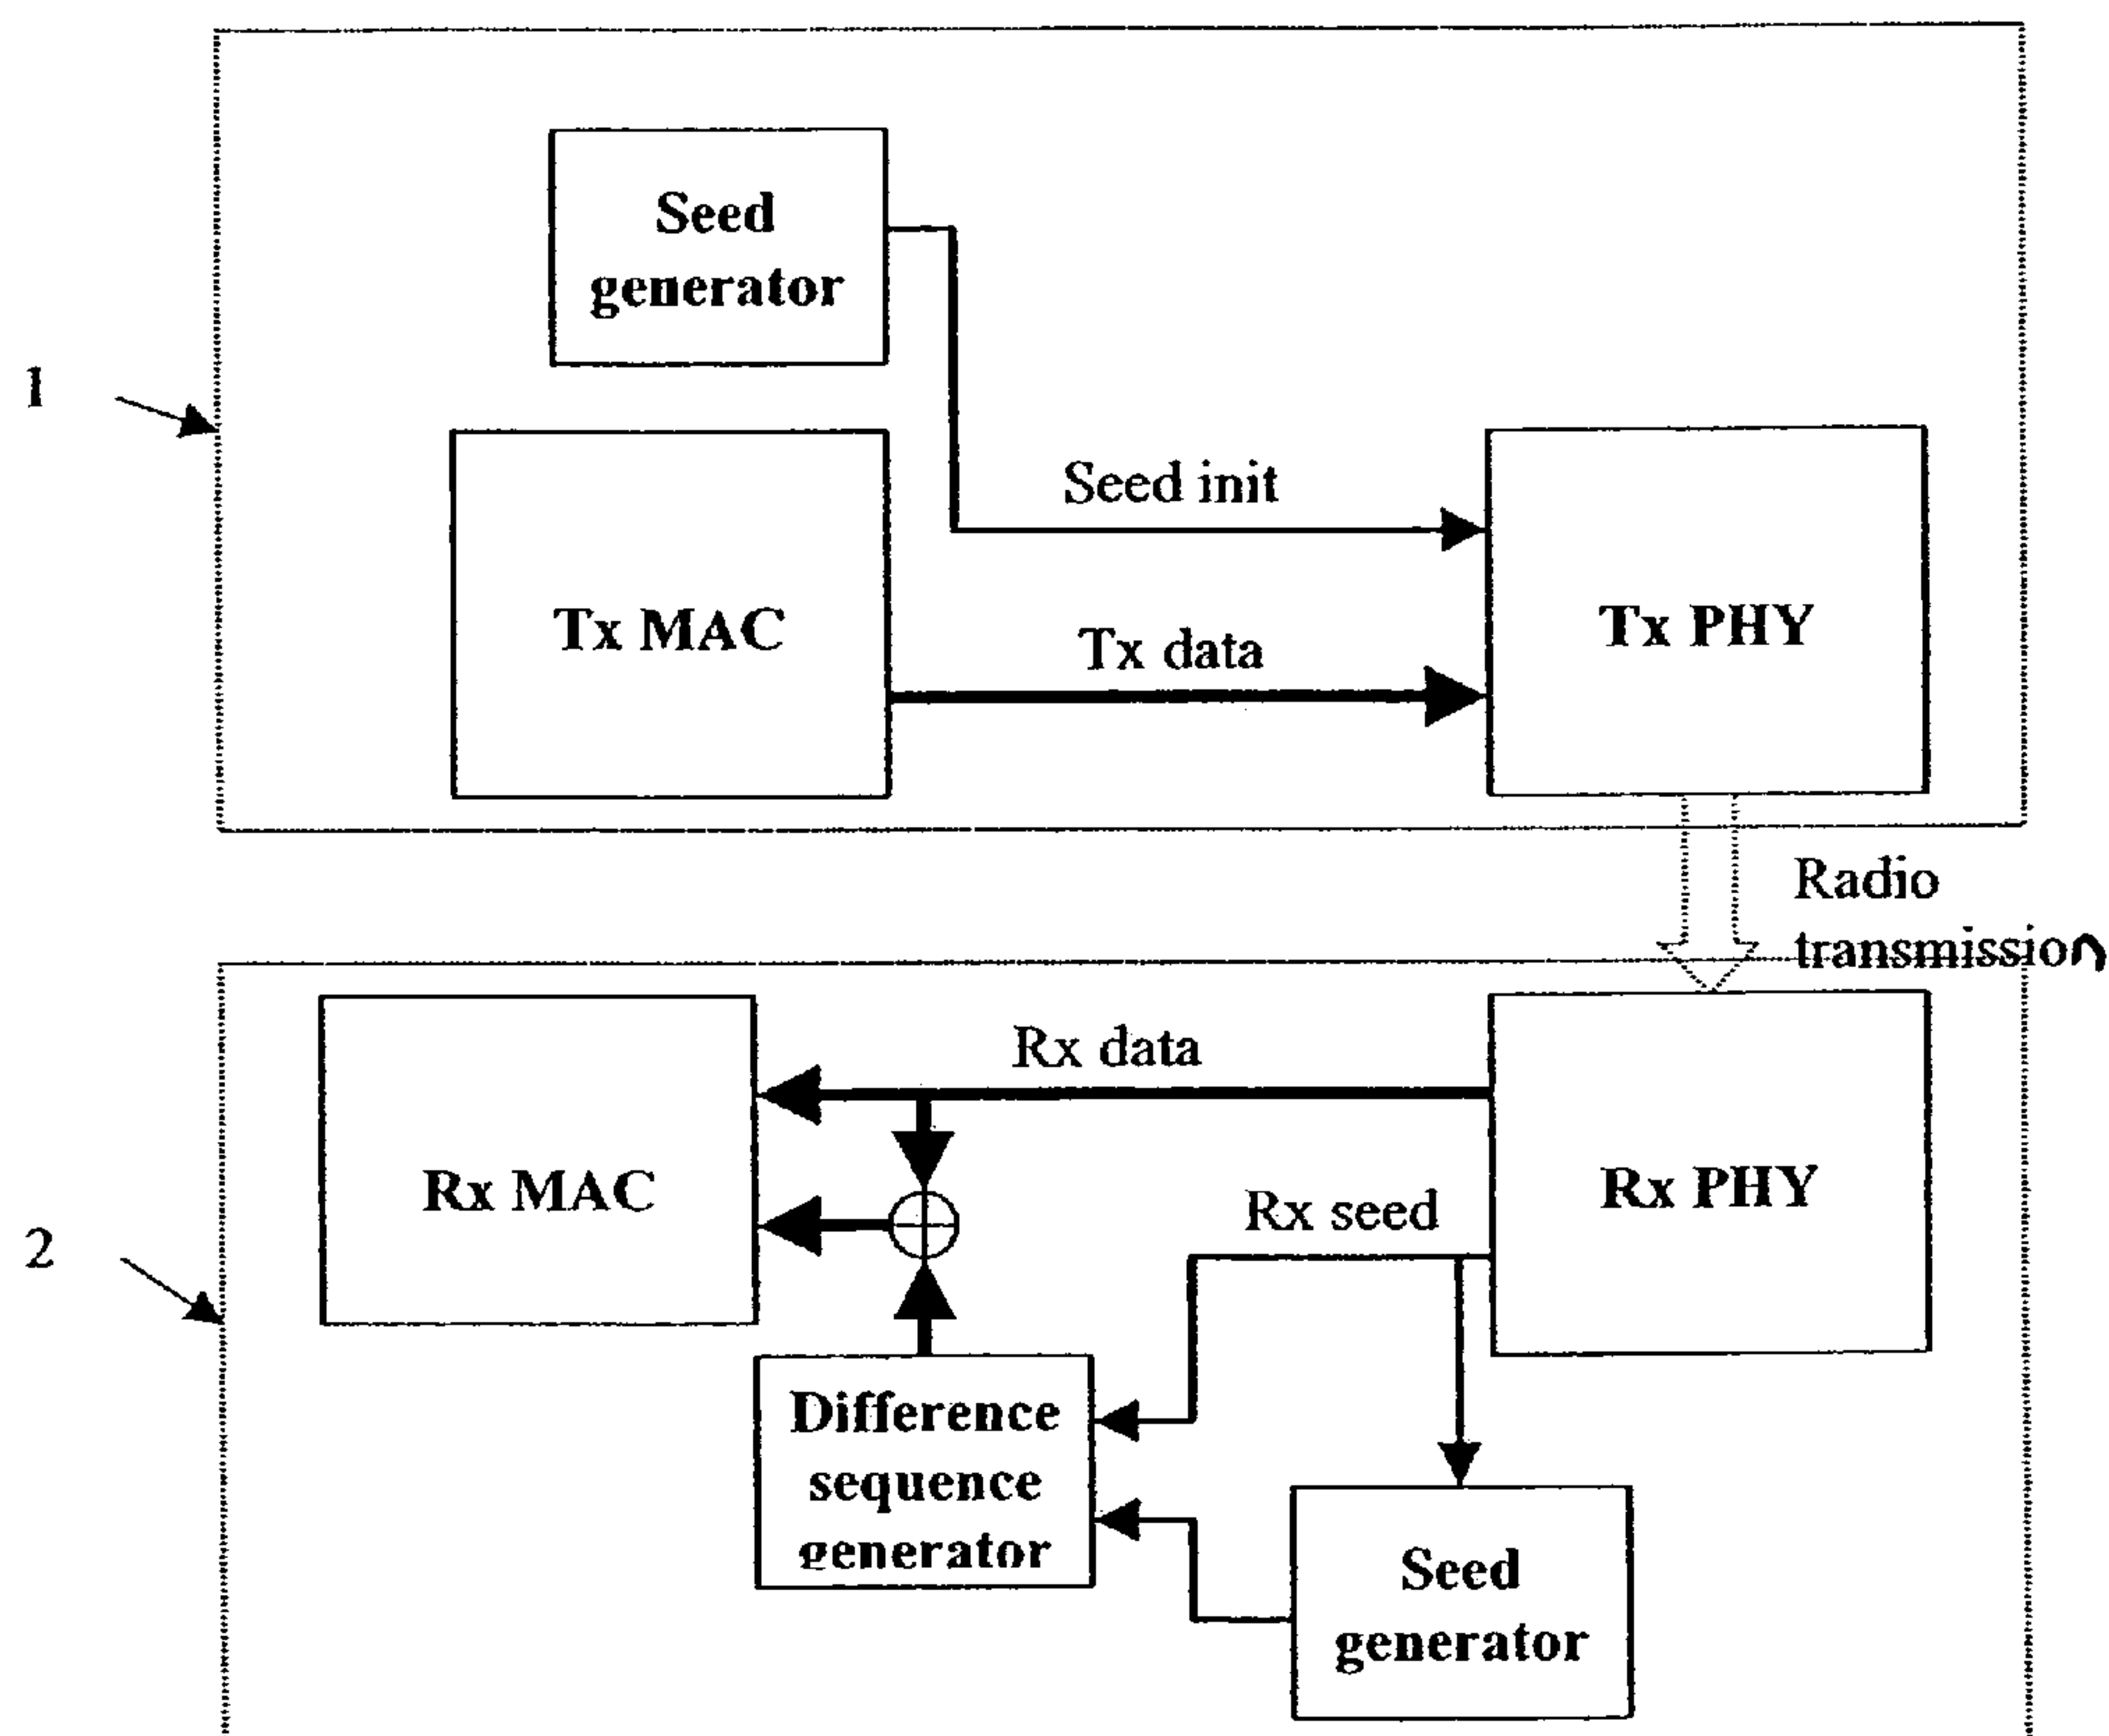 Seed
generator
1
Seed init
Tx MAC
Tx data
Tx PHY
Radio
transmission
Rx data
Rx MAC
Rx PHY
Rx seed
2
Difference
sequence
generator
Seed
generator